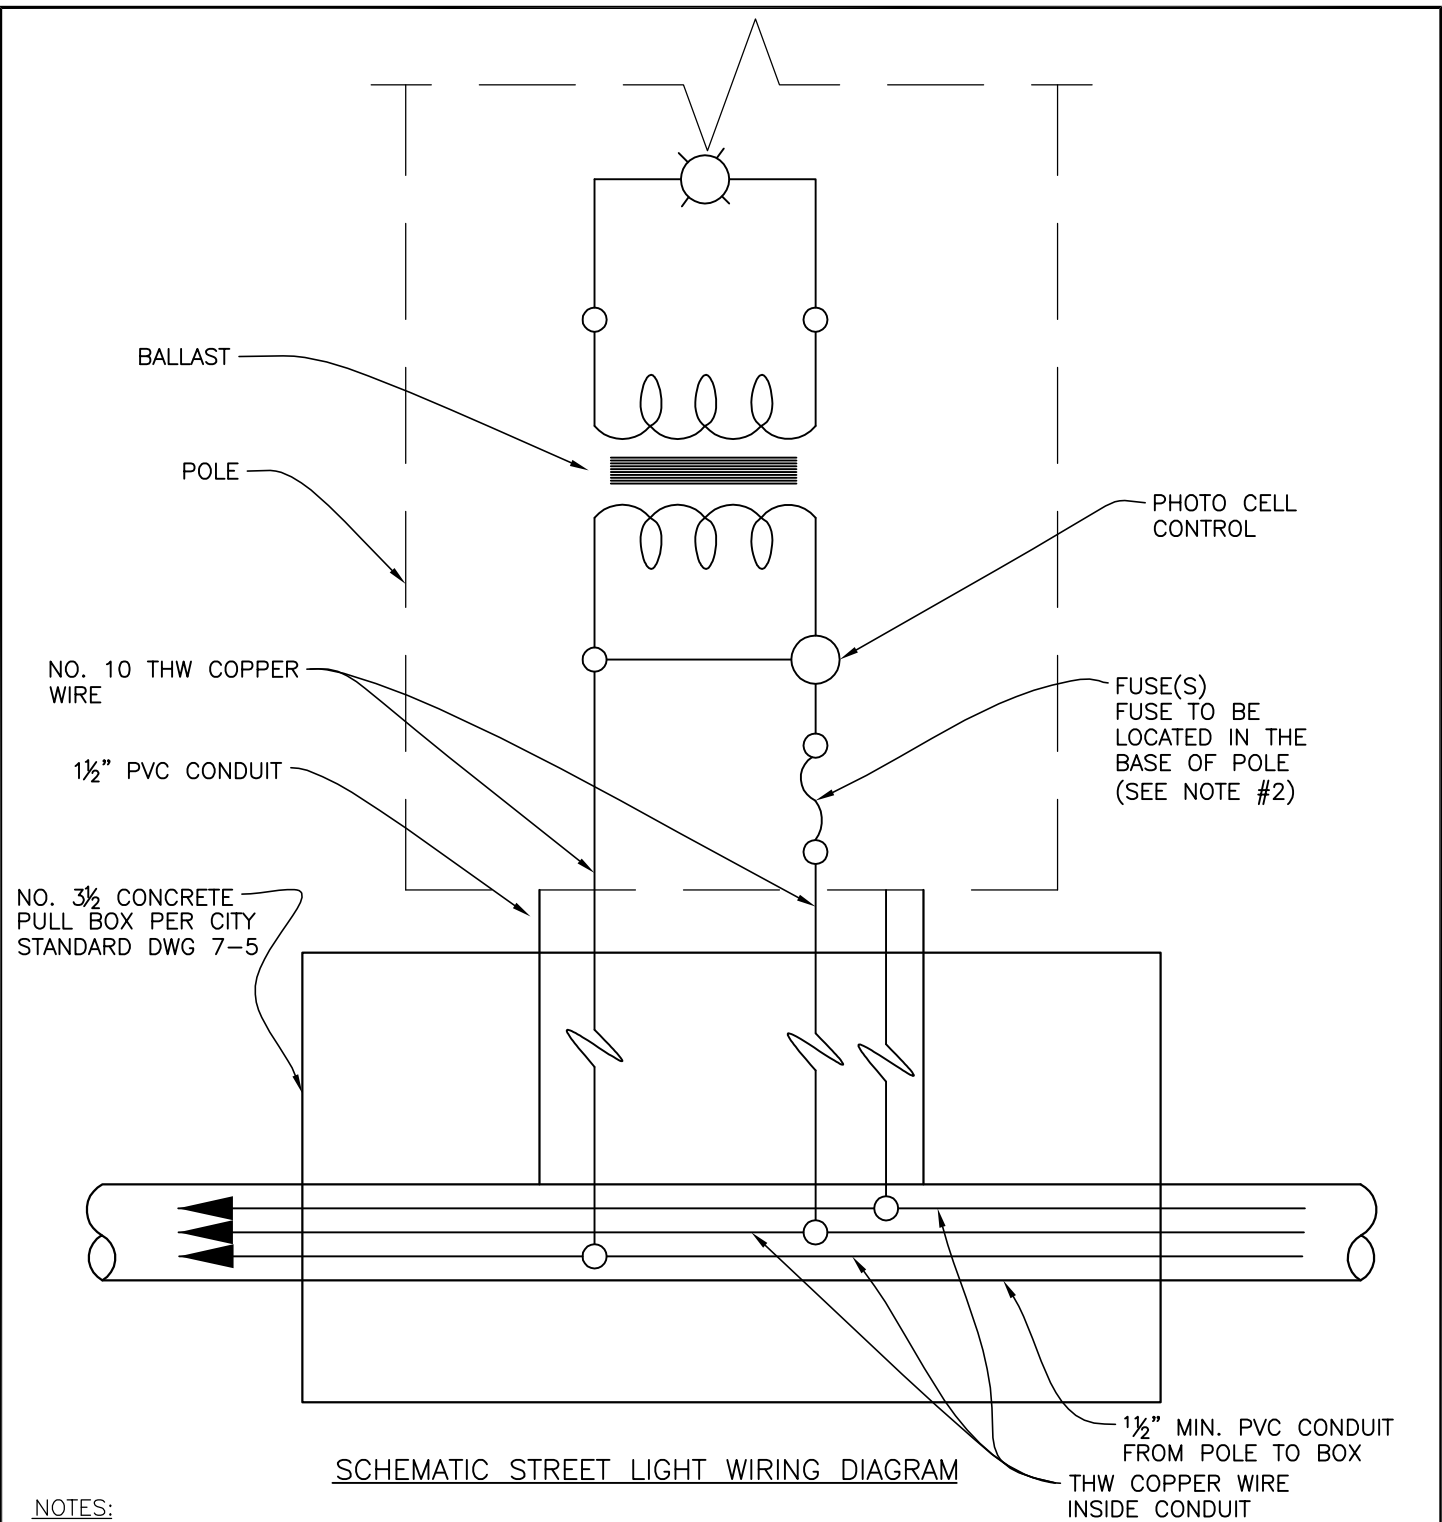 BALLAST
POLE
PHOTO CELL
CONTROL
NO. 10 THW COPPER
WIRE
FUSE(S)
FUSE TO BE
LOCATED IN THE
BASE OF POLE
(SEE NOTE #2)
1½" PVC CONDUIT
NO. 3½ CONCRETE
PULL BOX PER CITY
STANDARD DWG 7-5
1½" MIN. PVC CONDUIT
FROM POLE TO BOX
THW COPPER WIRE
INSIDE CONDUIT
SCHEMATIC STREET LIGHT WIRING DIAGRAM
NOTES: